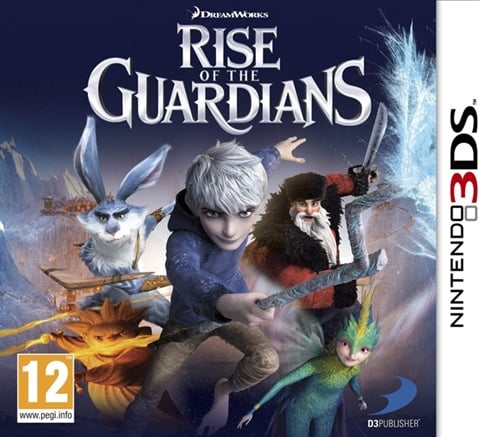 DREAMWORKS
RISE
OF THE
GUARDIANS
NINTENDO 3DS
12
www.pegi.info
D3PUBLISHER